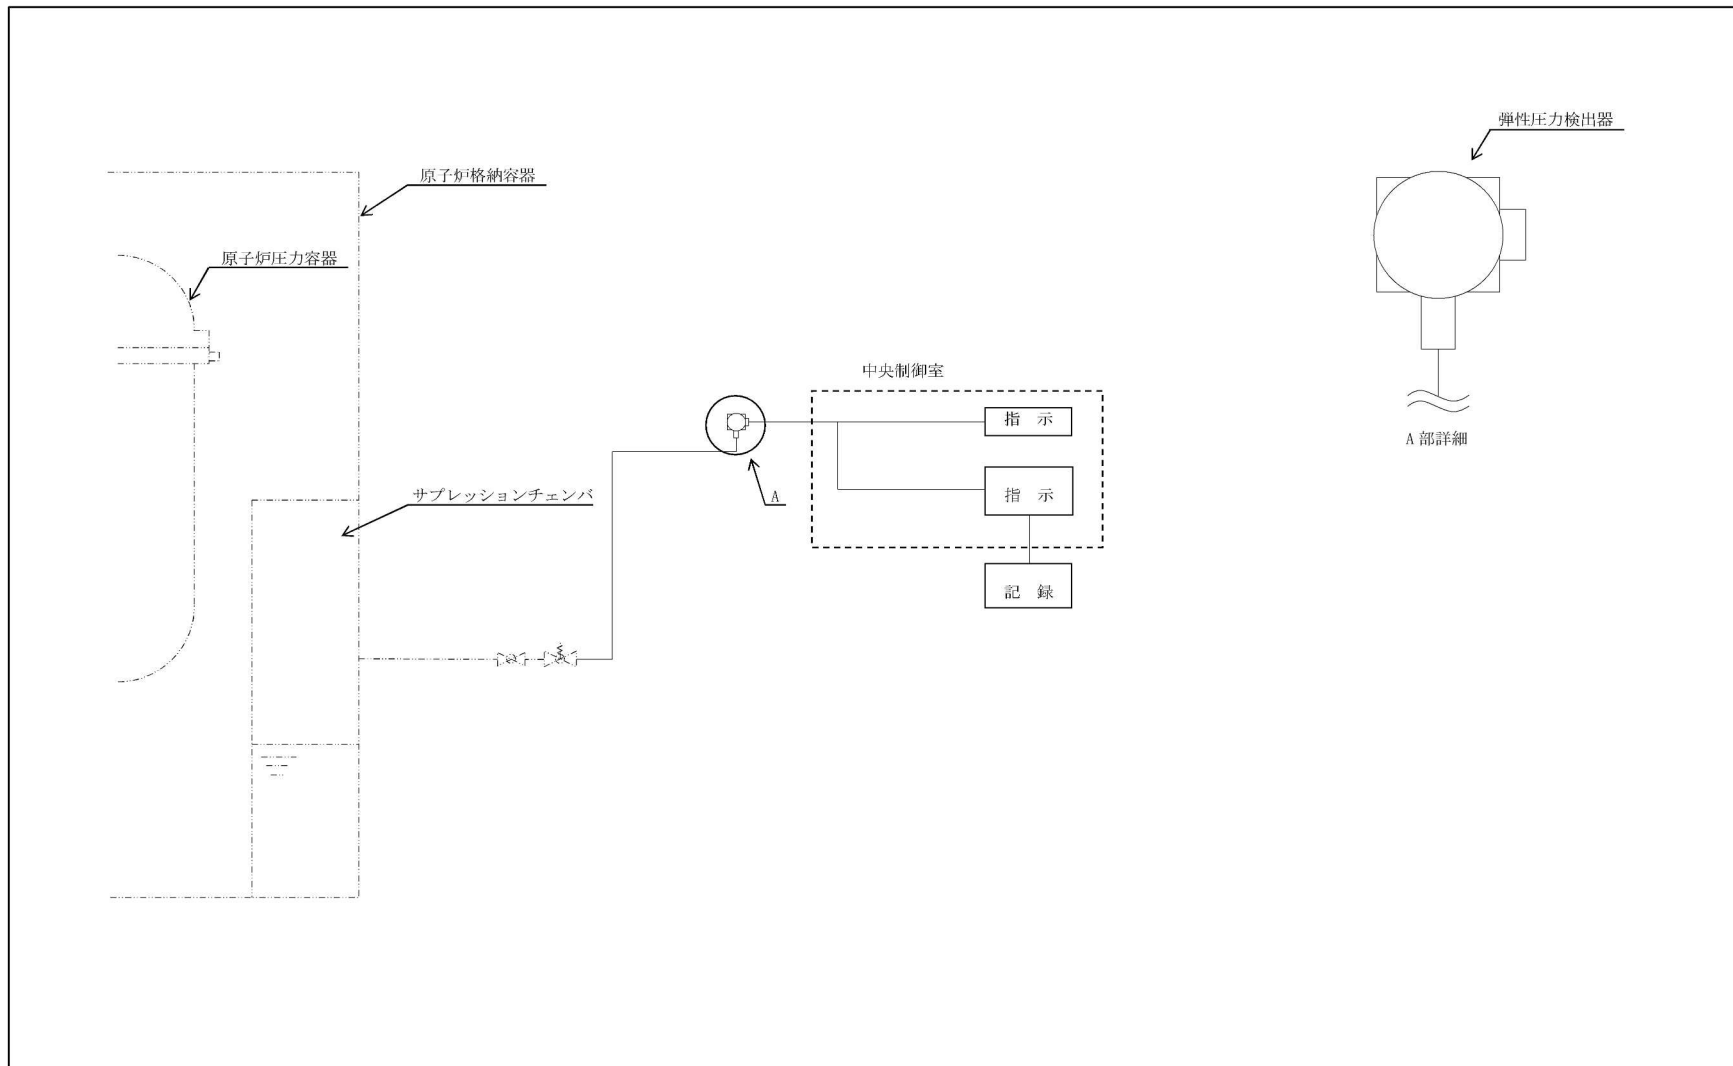 弾性圧力検出器
原子炉格納容器
原子炉圧力容器
中央制御室
指 示
A 部詳細
サプレッションチェンバ
A
指 示
記 録